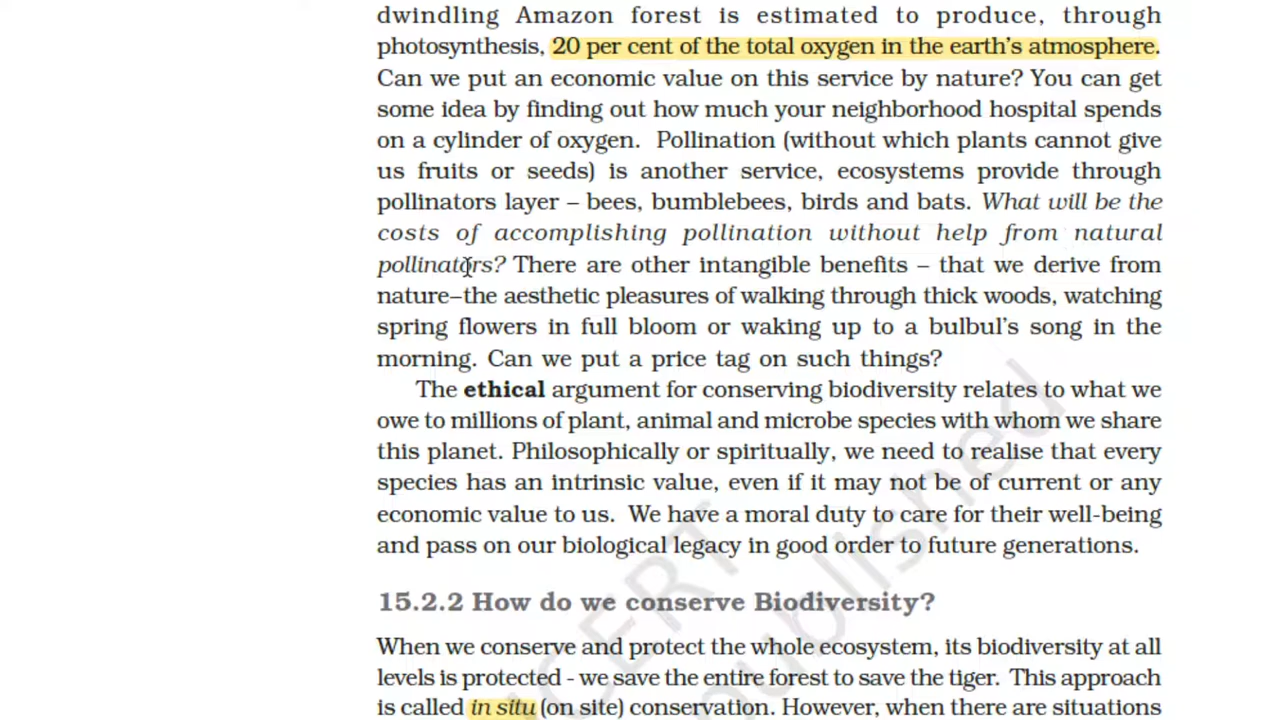 dwindling Amazon forest is estimated to produce, through
photosynthesis, 20 per cent of the total oxygen in the earth's atmosphere.
Can we put an economic value on this service by nature? You can get
some idea by finding out how much your neighborhood hospital spends
on a cylinder of oxygen. Pollination (without which plants cannot give
us fruits or seeds) is another service, ecosystems provide through
pollinators layer – bees, bumblebees, birds and bats. What will be the
costs of accomplishing pollination without help from natural
pollinators? There are other intangible benefits – that we derive from
nature–the aesthetic pleasures of walking through thick woods, watching
spring flowers in full bloom or waking up to a bulbul's song in the
morning. Can we put a price tag on such things?
The ethical argument for conserving biodiversity relates to what we
owe to millions of plant, animal and microbe species with whom we share
this planet. Philosophically or spiritually, we need to realise that every
species has an intrinsic value, even if it may not be of current or any
economic value to us. We have a moral duty to care for their well-being
and pass on our biological legacy in good order to future generations.
15.2.2 How do we conserve Biodiversity?
When we conserve and protect the whole ecosystem, its biodiversity at all
levels is protected - we save the entire forest to save the tiger. This approach
is called in situ (on site) conservation. However, when there are situations
NCERT
published